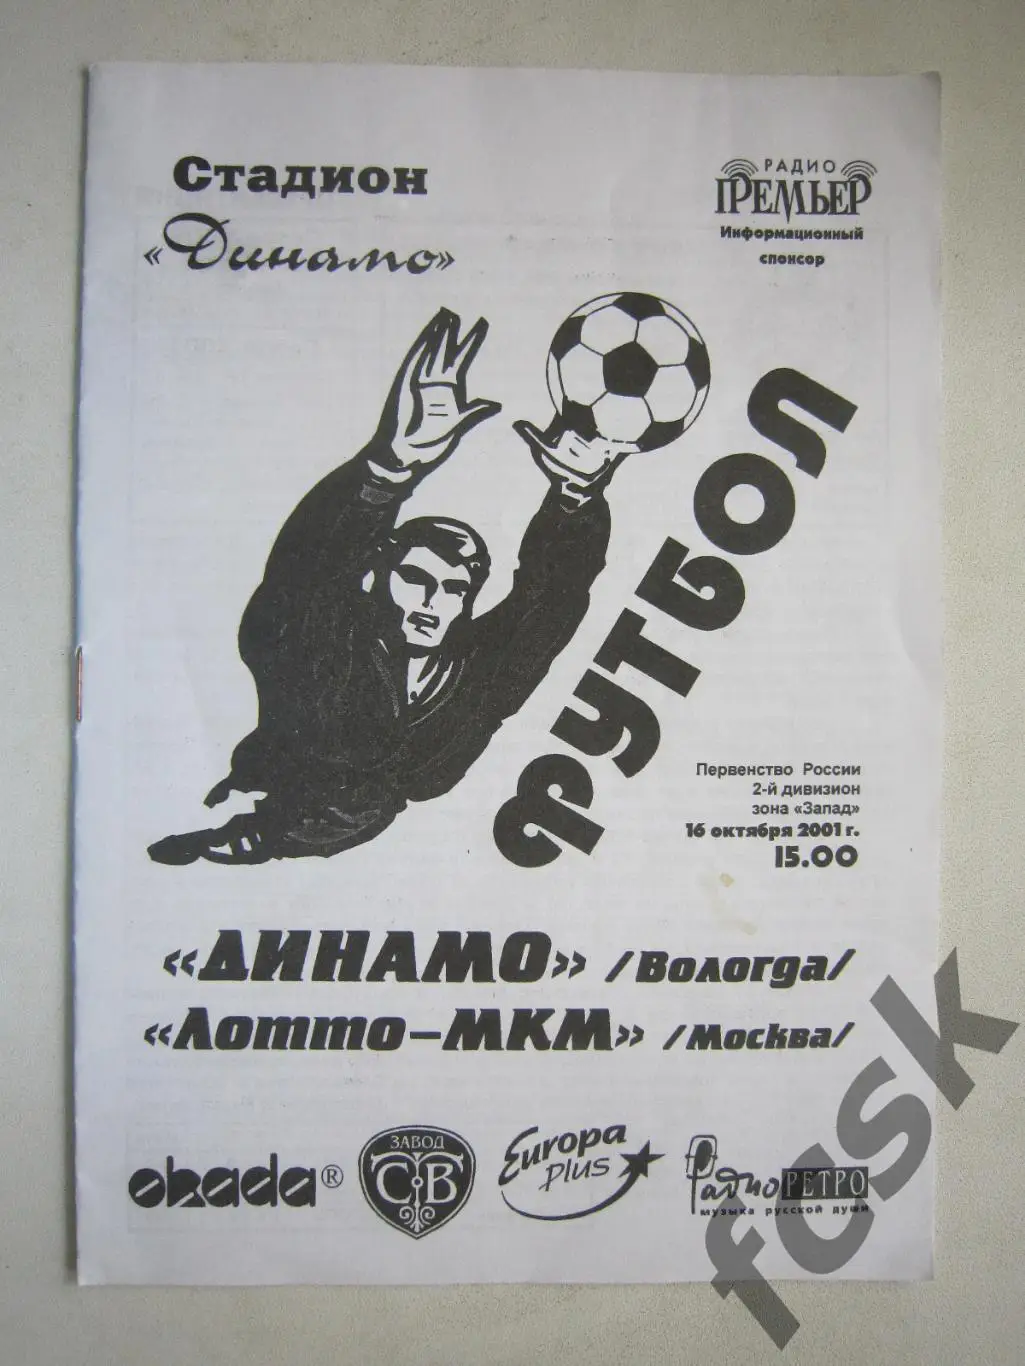 Стадион
«Динамо»
РАДИО
ПРЕМЬЕР
Информационный
спонсор
ФУТБОЛ
Первенство России
2-й дивизион
зона «Запад»
16 октября 2001 г.
15.00
«ДИНАМО» /Вологда/
«Лотто-МКМ» /Москва/
okada®
ЗАВОД
СВ
Europa
plus
Радио РЕТРО
музыка русской души
fcsk